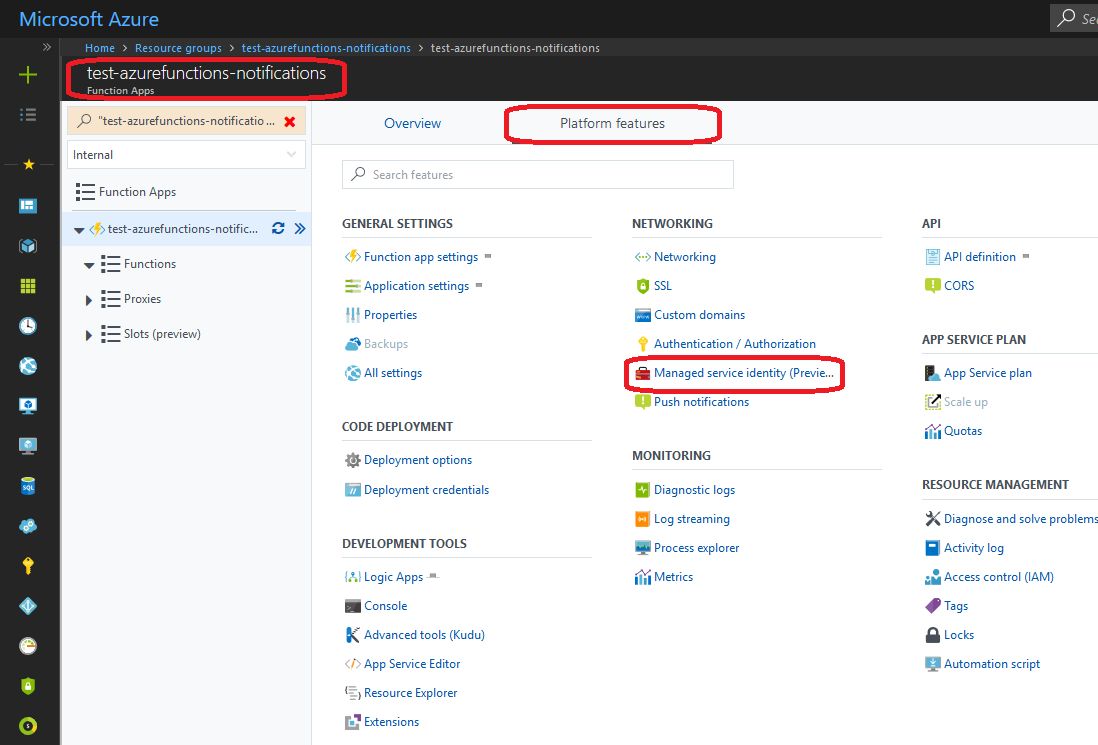 Microsoft Azure
Home > Resource groups > test-azurefunctions-notifications > test-azurefunctions-notifications
test-azurefunctions-notifications
Function Apps
"test-azurefunctions-notificatio ...
Internal
Function Apps
test-azurefunctions-notific...
Functions
Proxies
Slots (preview)
Overview
Platform features
Search features
GENERAL SETTINGS
Function app settings
Application settings
Properties
Backups
All settings
CODE DEPLOYMENT
Deployment options
Deployment credentials
DEVELOPMENT TOOLS
Logic Apps
Console
Advanced tools (Kudu)
App Service Editor
Resource Explorer
Extensions
NETWORKING
Networking
SSL
Custom domains
Authentication / Authorization
Managed service identity (Previe...
Push notifications
MONITORING
Diagnostic logs
Log streaming
Process explorer
Metrics
API
API definition
CORS
APP SERVICE PLAN
App Service plan
Scale up
Quotas
RESOURCE MANAGEMENT
Diagnose and solve problems
Activity log
Access control (IAM)
Tags
Locks
Automation script